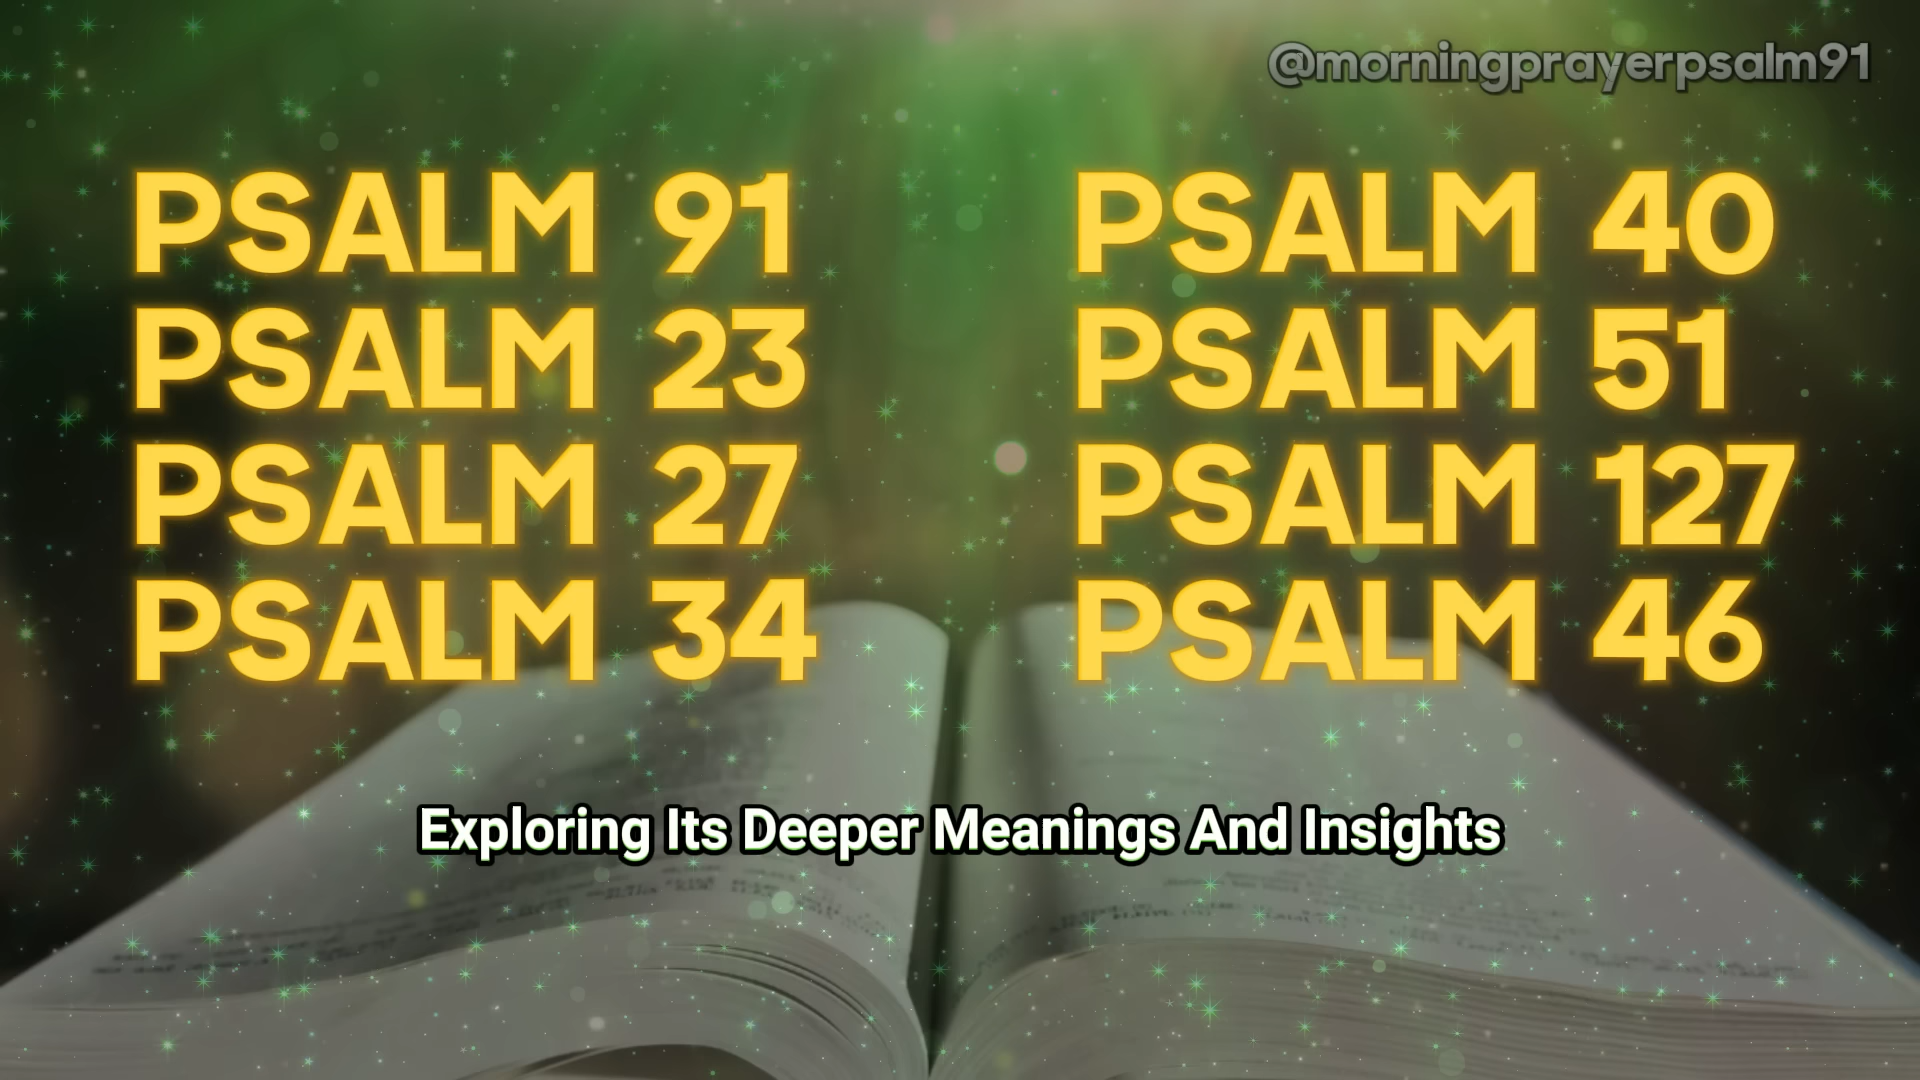 @morningprayerpsalm91
PSALM 91
PSALM 23
PSALM 27
PSALM 34
PSALM 40
PSALM 51
PSALM 127
PSALM 46
Exploring Its Deeper Meanings And Insights